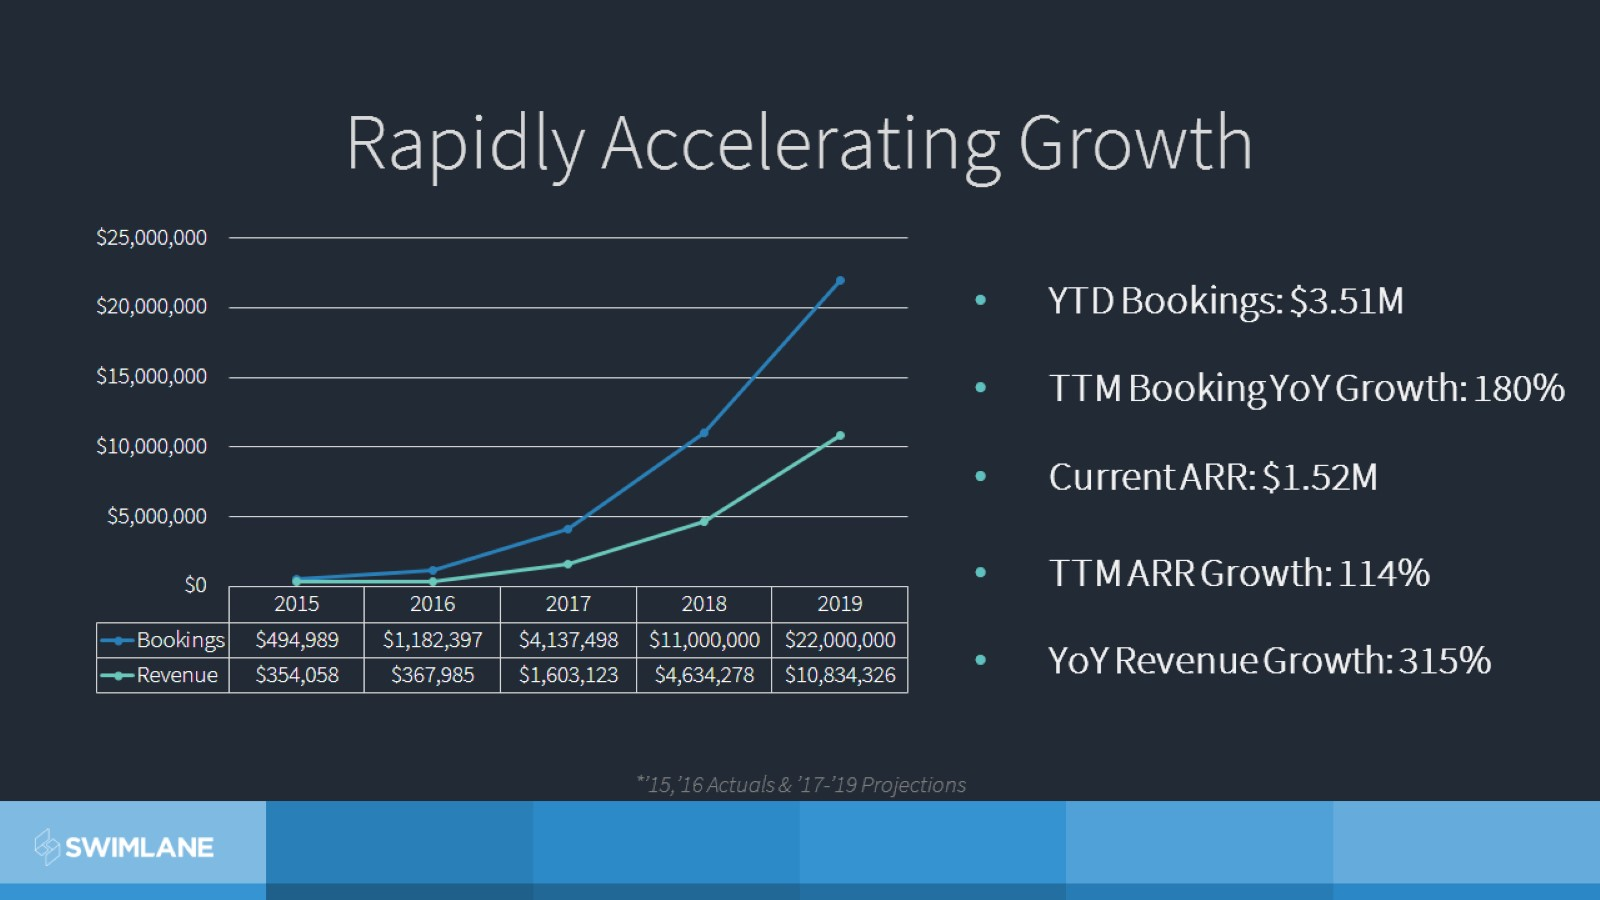 Rapidly Accelerating Growth
$25,000,000
$20,000,000
$15,000,000
$10,000,000
$5,000,000
$0
2015 2016 2017 2018 2019
Bookings $494,989 $1,182,397 $4,137,498 $11,000,000 $22,000,000
Revenue $354,058 $367,985 $1,603,123 $4,634,278 $10,834,326
• YTD Bookings: $3.51M
• TTM Booking YoY Growth: 180%
• Current ARR: $1.52M
• TTM ARR Growth: 114%
• YoY Revenue Growth: 315%
*’15,’16 Actuals & ’17-’19 Projections
SWIMLANE